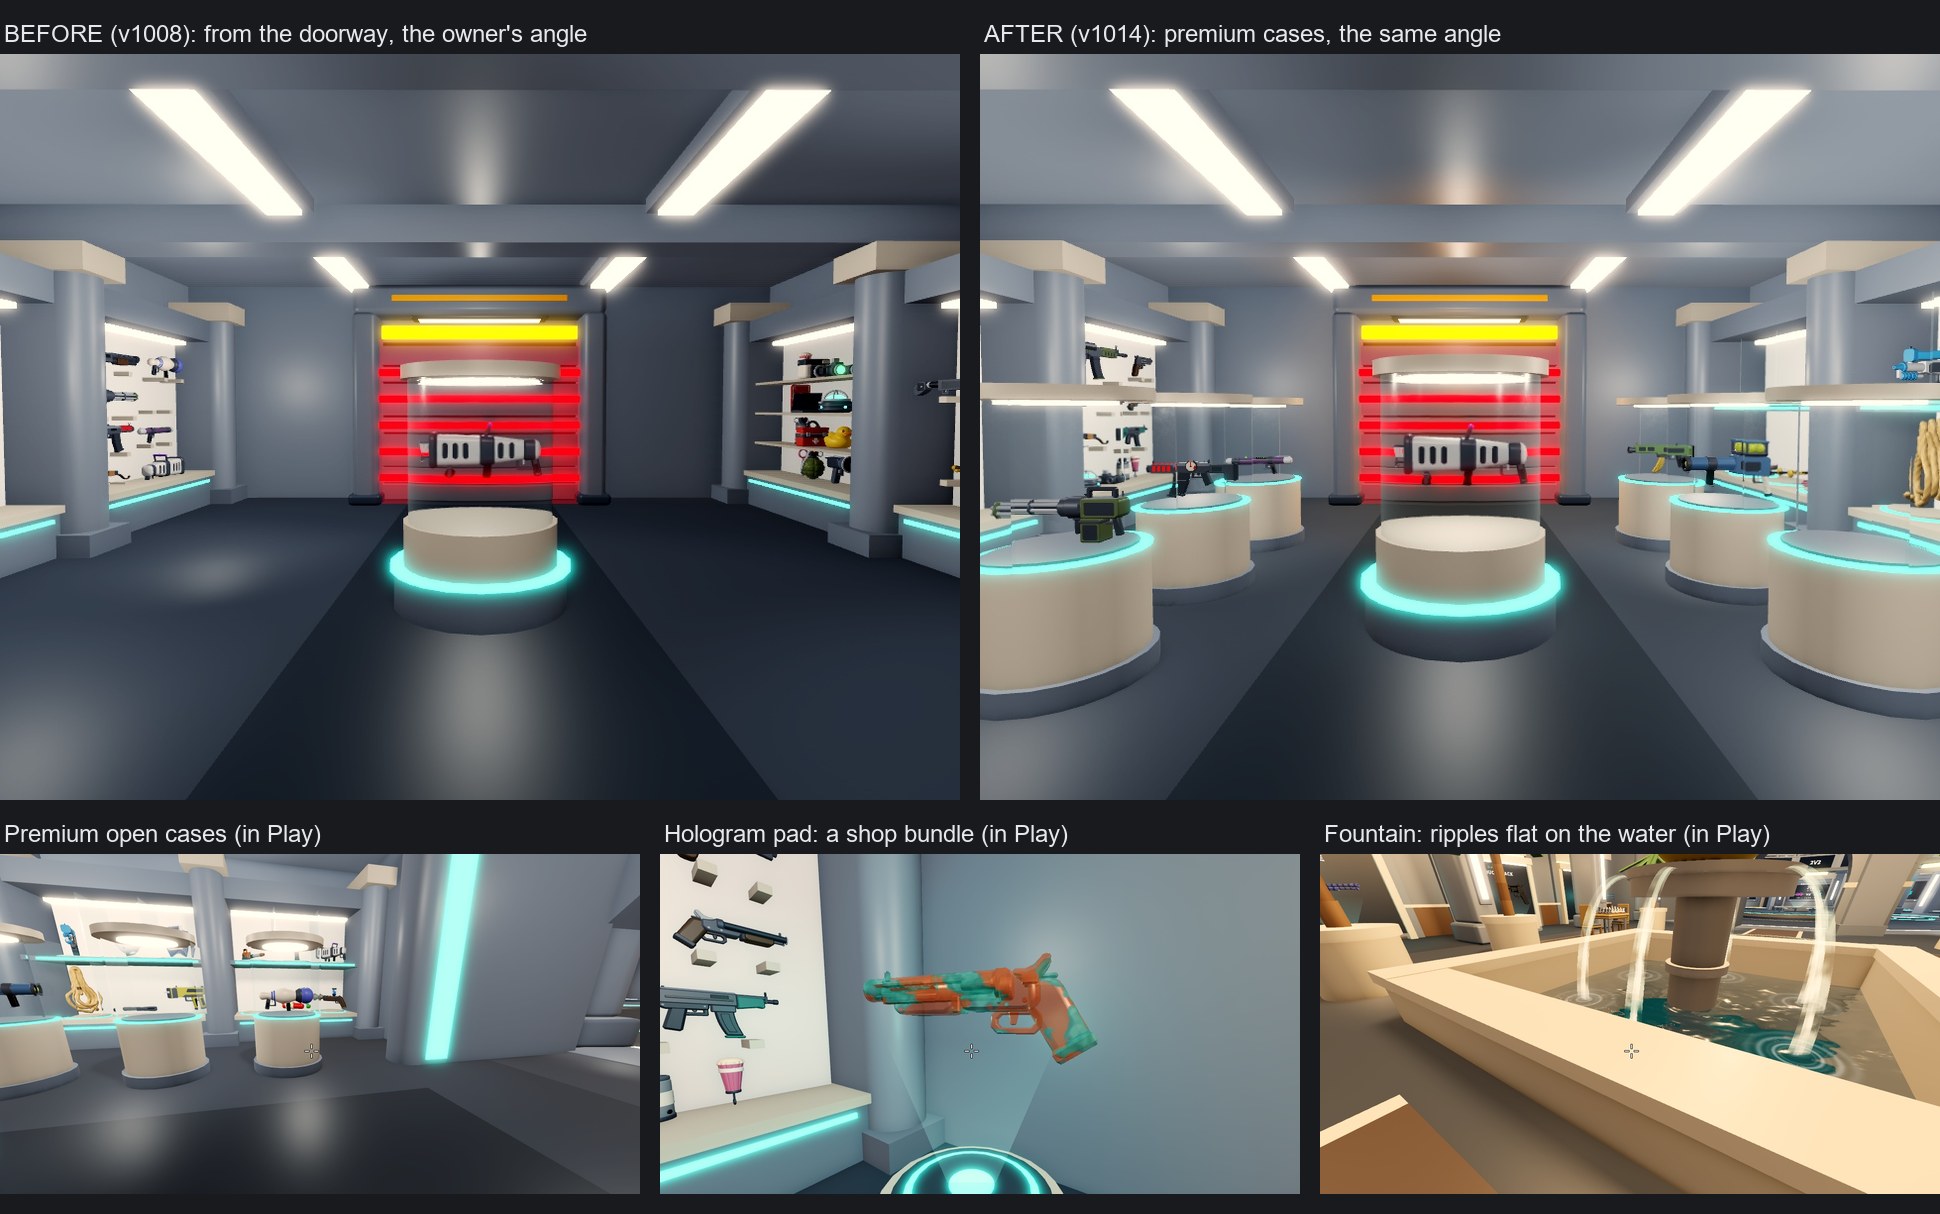 BEFORE (v1008): from the doorway, the owner's angle
AFTER (v1014): premium cases, the same angle
Premium open cases (in Play)
Hologram pad: a shop bundle (in Play)
Fountain: ripples flat on the water (in Play)
2V2